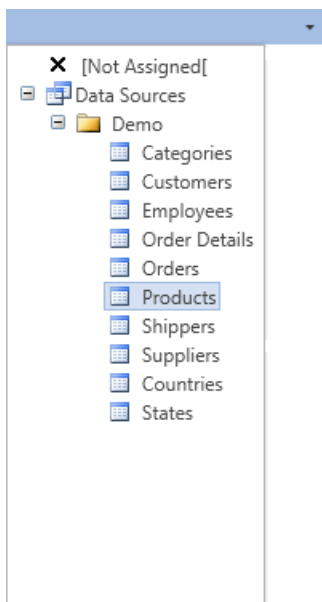 [Not Assigned[
Data Sources
Demo
Categories
Customers
Employees
Order Details
Orders
Products
Shippers
Suppliers
Countries
States